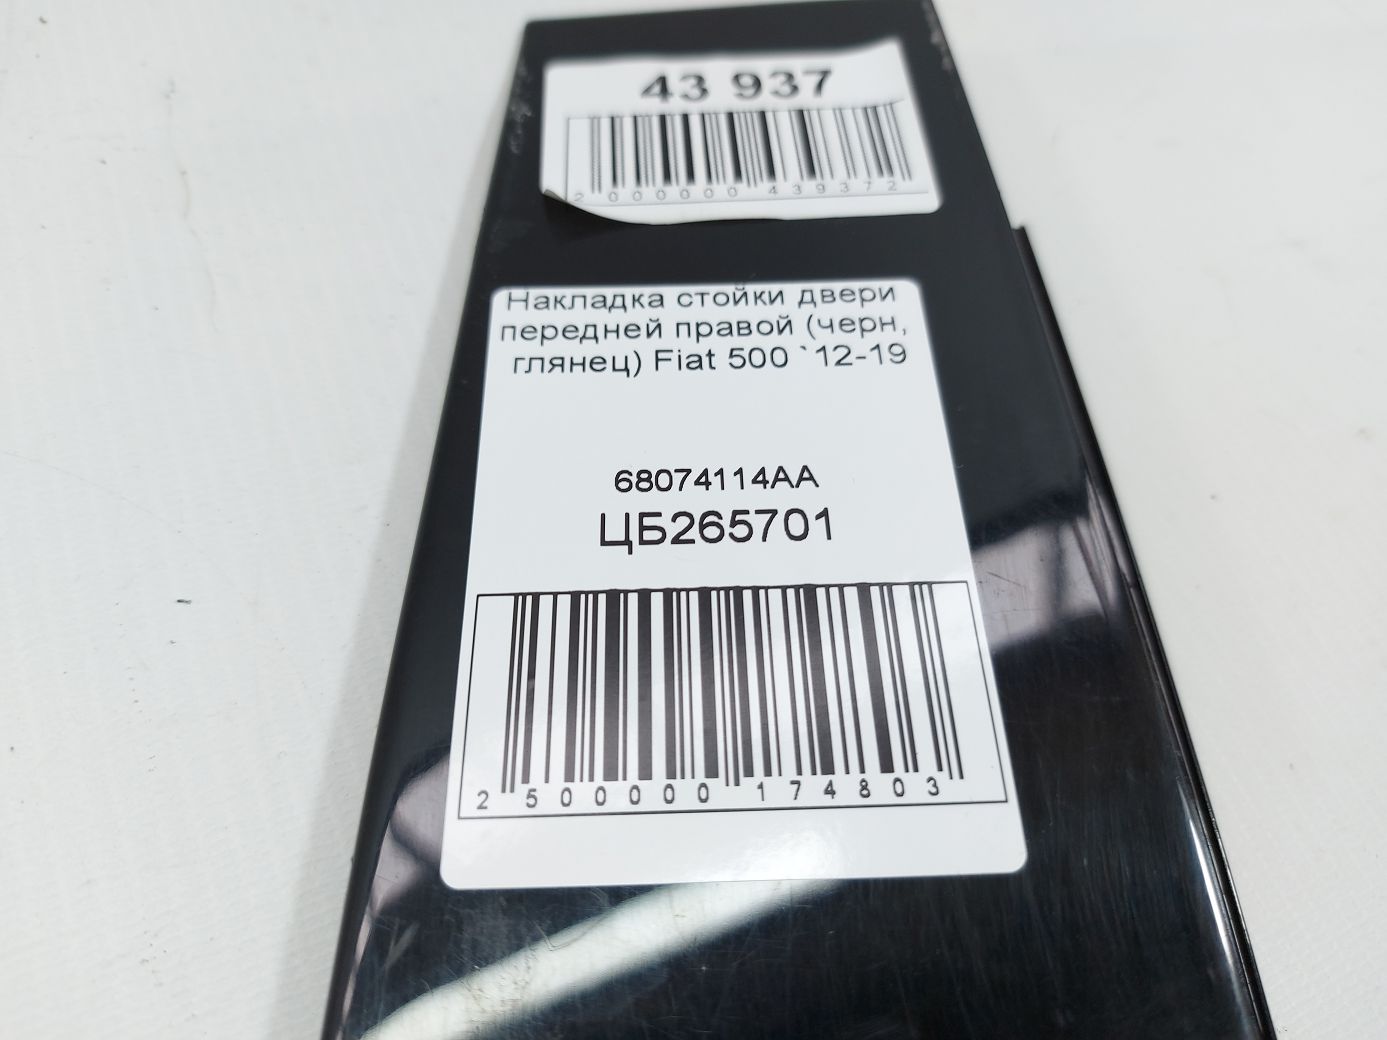 43 937
2 000000 439372
Накладка стойки двери
передней правой (черн,
глянец) Fiat 500 `12-19
68074114AA
ЦБ265701
2 500000 174803